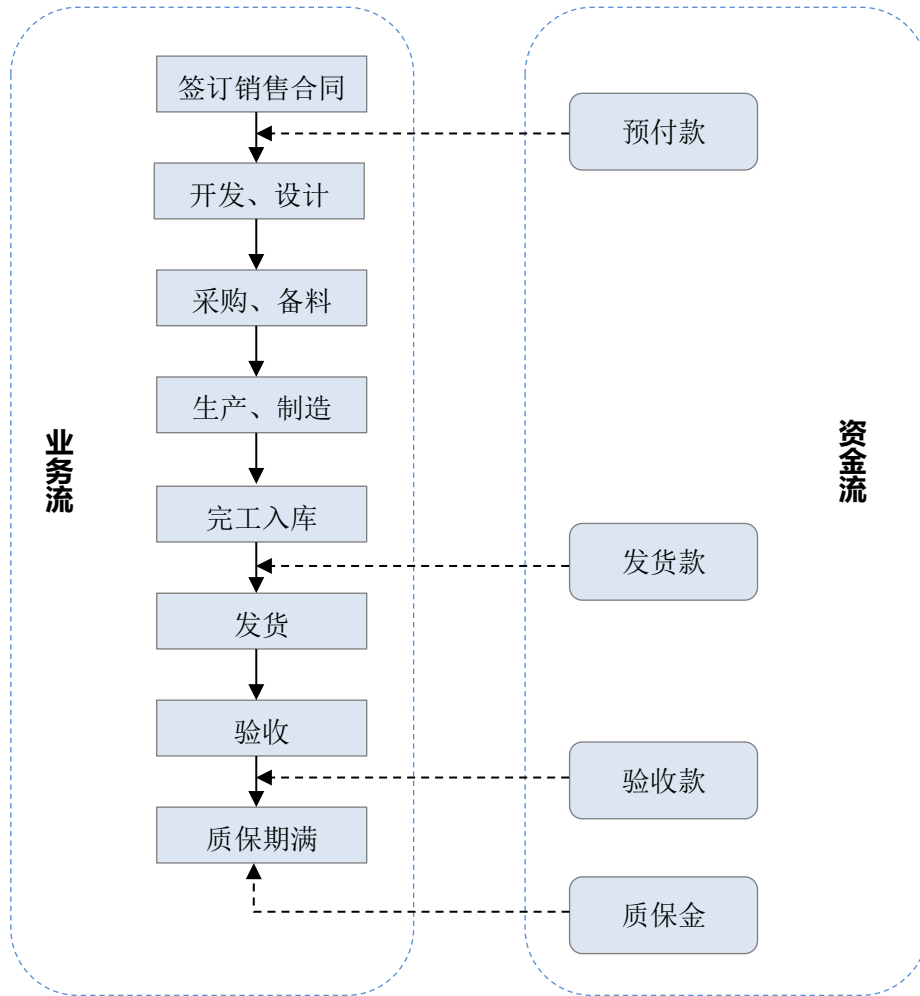 签订销售合同
预付款
开发、设计
采购、备料
生产、制造
业务流
资金流
完工入库
发货款
发货
验收
验收款
质保期满
质保金